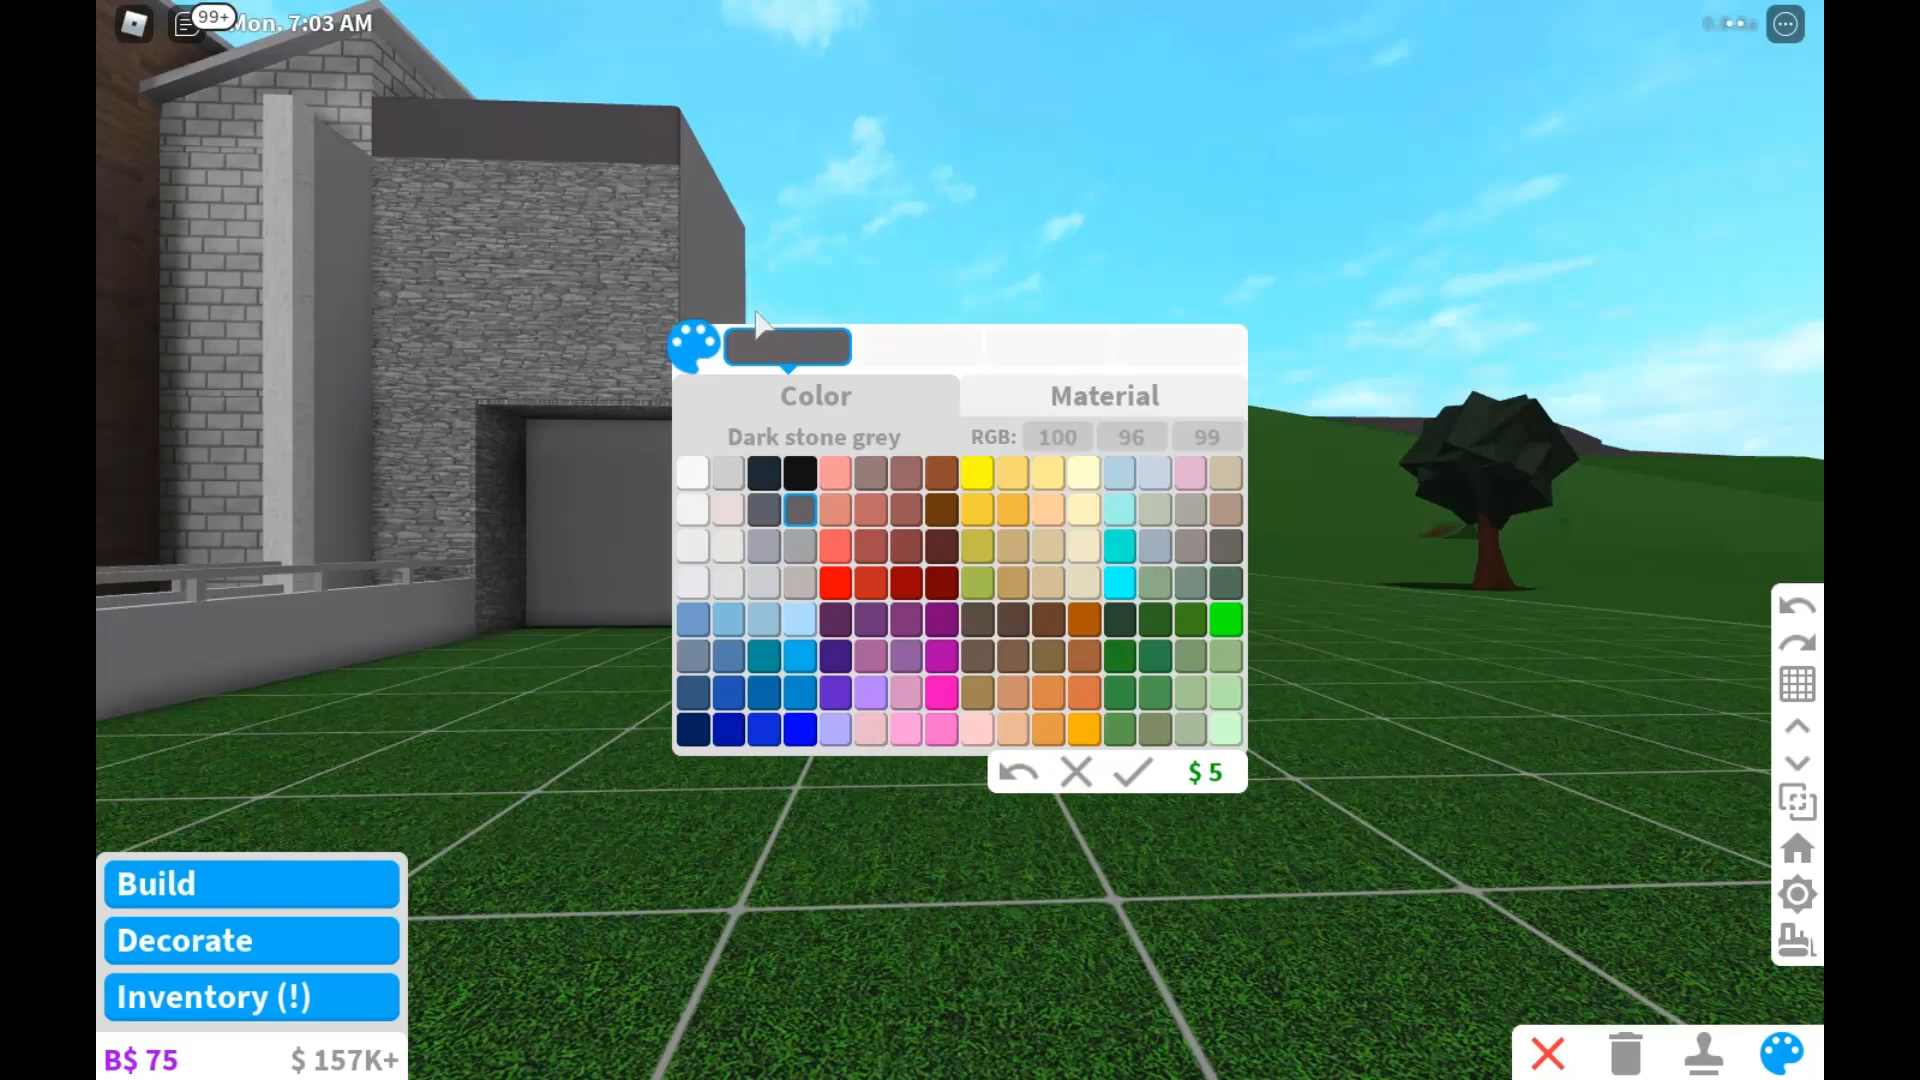 99+
Mon. 7:03 AM
Color
Material
Dark stone grey
RGB: 100 96 99
$ 5
Build
Decorate
Inventory (!)
B$ 75
$ 157K+